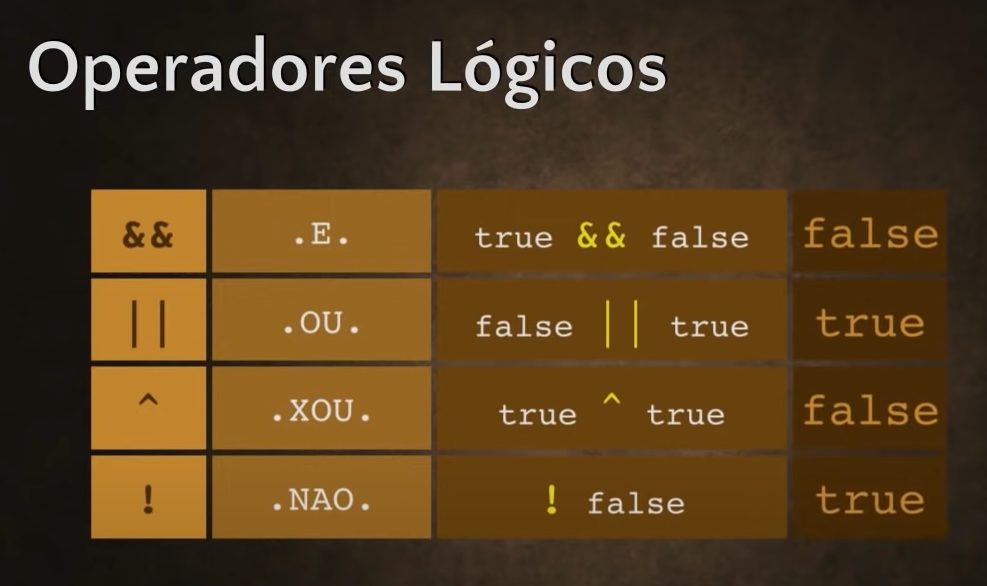 Operadores Lógicos
&& .E. true && false false
|| .OU. false || true true
^ .XOU. true ^ true false
! .NAO. ! false true